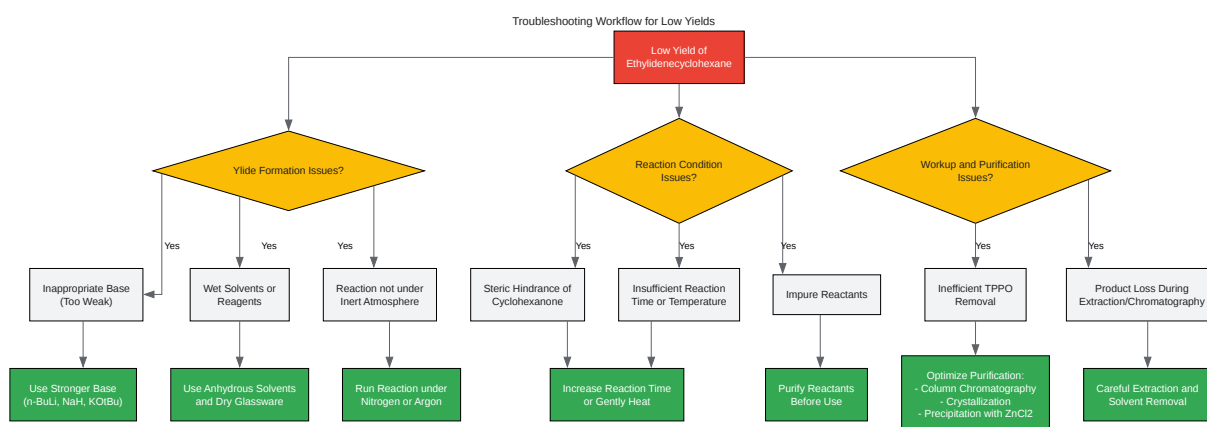 Troubleshooting Workflow for Low Yields
Low Yield of
Ethylidenecyclohexane
Ylide Formation Issues?
Reaction Condition
Issues?
Workup and Purification
Issues?
Yes
Yes
Yes
Yes
Yes
Yes
Yes
Yes
Inappropriate Base
(Too Weak)
Wet Solvents or
Reagents
Reaction not under
Inert Atmosphere
Steric Hindrance of
Cyclohexanone
Insufficient Reaction
Time or Temperature
Impure Reactants
Inefficient TPPO
Removal
Product Loss During
Extraction/Chromatography
Use Stronger Base
(n-BuLi, NaH, KOtBu)
Use Anhydrous Solvents
and Dry Glassware
Run Reaction under
Nitrogen or Argon
Increase Reaction Time
or Gently Heat
Purify Reactants
Before Use
Optimize Purification:
- Column Chromatography
- Crystallization
- Precipitation with ZnCl2
Careful Extraction and
Solvent Removal